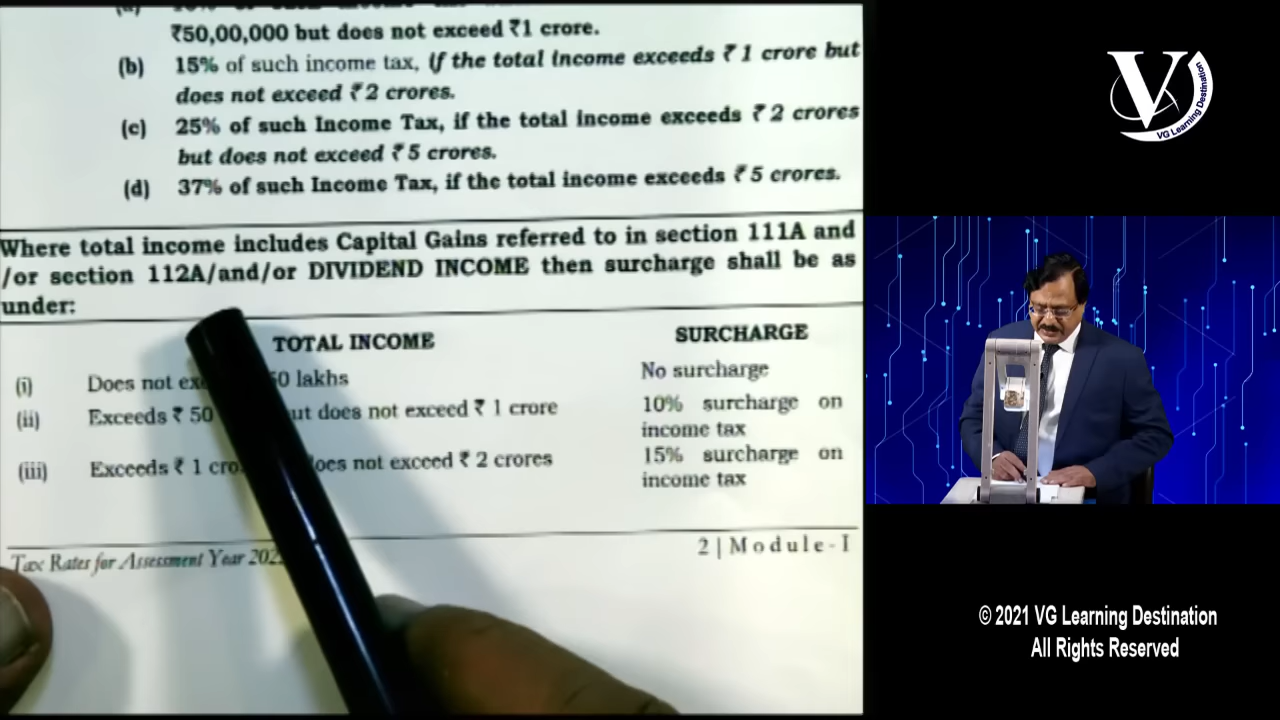 ₹50,00,000 but does not exceed ₹1 crore.
(b) 15% of such income tax, if the total income exceeds ₹ 1 crore but
does not exceed ₹ 2 crores.
(c) 25% of such Income Tax, if the total income exceeds ₹ 2 crores
but does not exceed ₹ 5 crores.
(d) 37% of such Income Tax, if the total income exceeds ₹ 5 crores.
Where total income includes Capital Gains referred to in section 111A and
/or section 112A/and/or DIVIDEND INCOME then surcharge shall be as
under:
TOTAL INCOME SURCHARGE
(i) Does not 50 lakhs No surcharge
(ii) Exceeds ₹ 50 but does not exceed ₹ 1 crore 10% surcharge on
income tax
(iii) Exceeds ₹ 1 does not exceed ₹ 2 crores 15% surcharge on
income tax
Tax Rates for Assessment Year 2 | Module-I
V
VG Learning Destination
© 2021 VG Learning Destination
All Rights Reserved